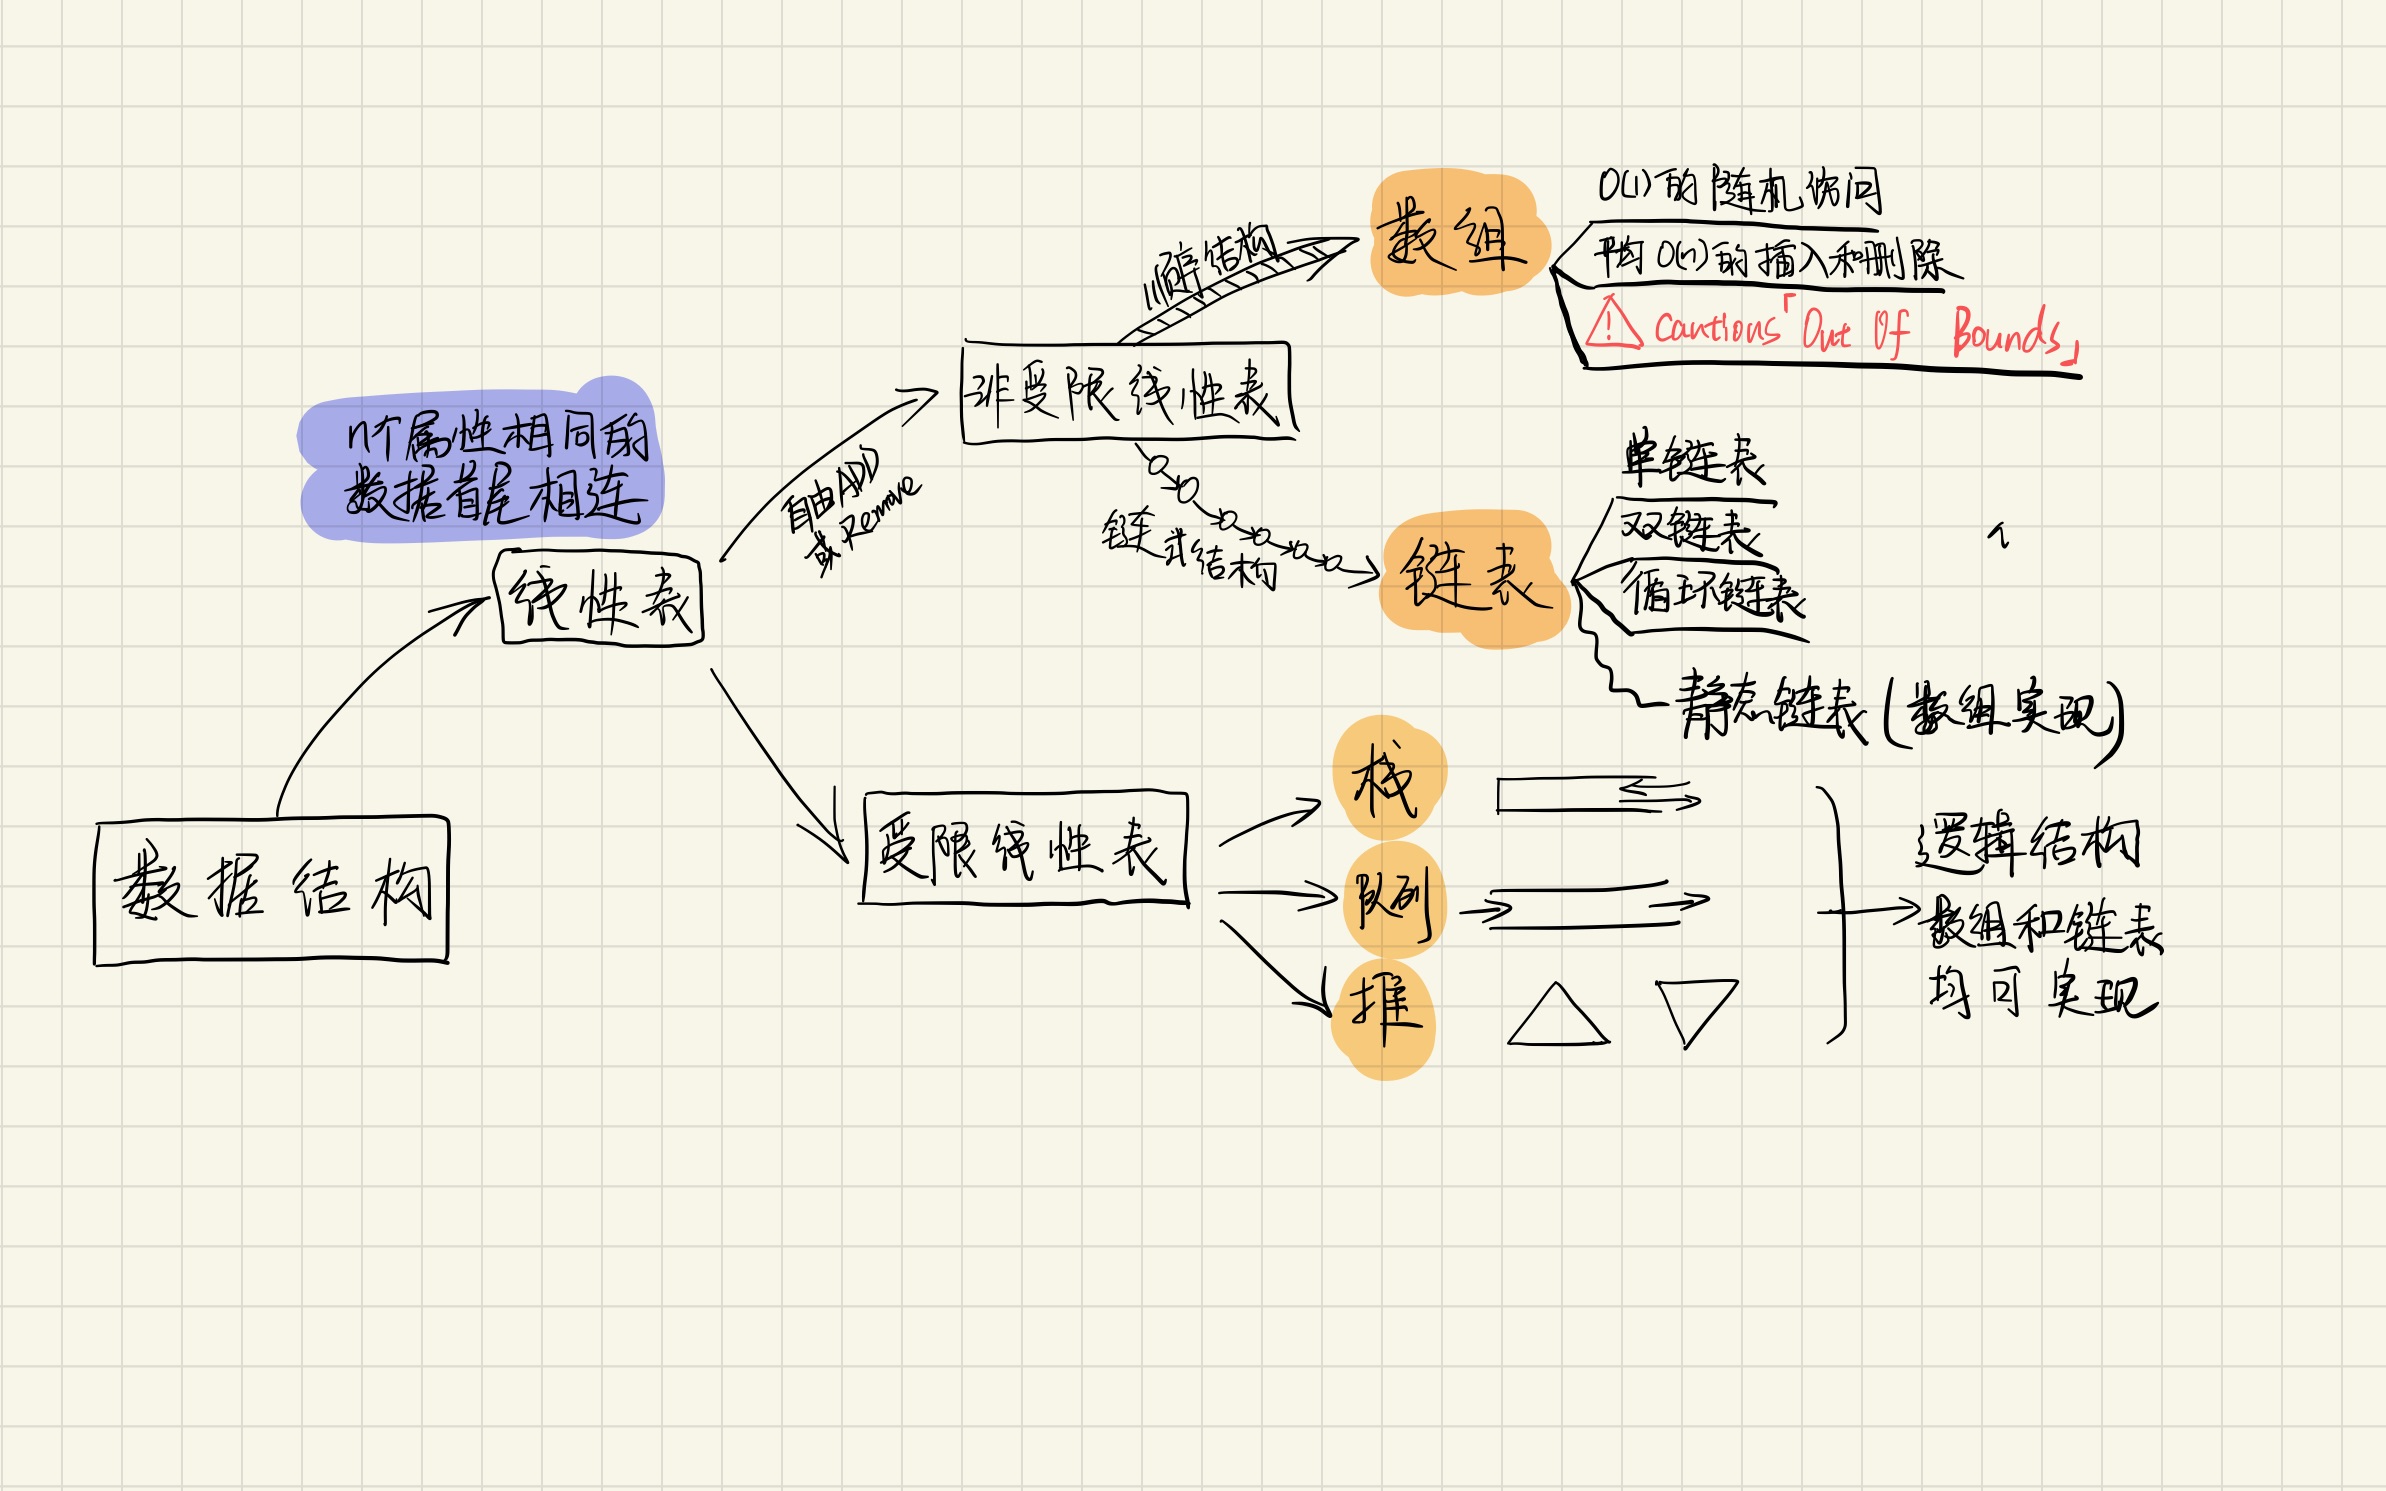 O(1)的随机访问
平均O(n)的插入和删除
Cautions「Out Of Bounds」
数组
顺序结构
非受限线性表
n个属性相同的
数据首尾相连
自由ADD
或Remove
链式结构
链表
单链表
双链表
循环链表
静态链表(数组实现)
线性表
数据结构
受限线性表
栈
队列
推
逻辑结构
数组和链表
均可实现